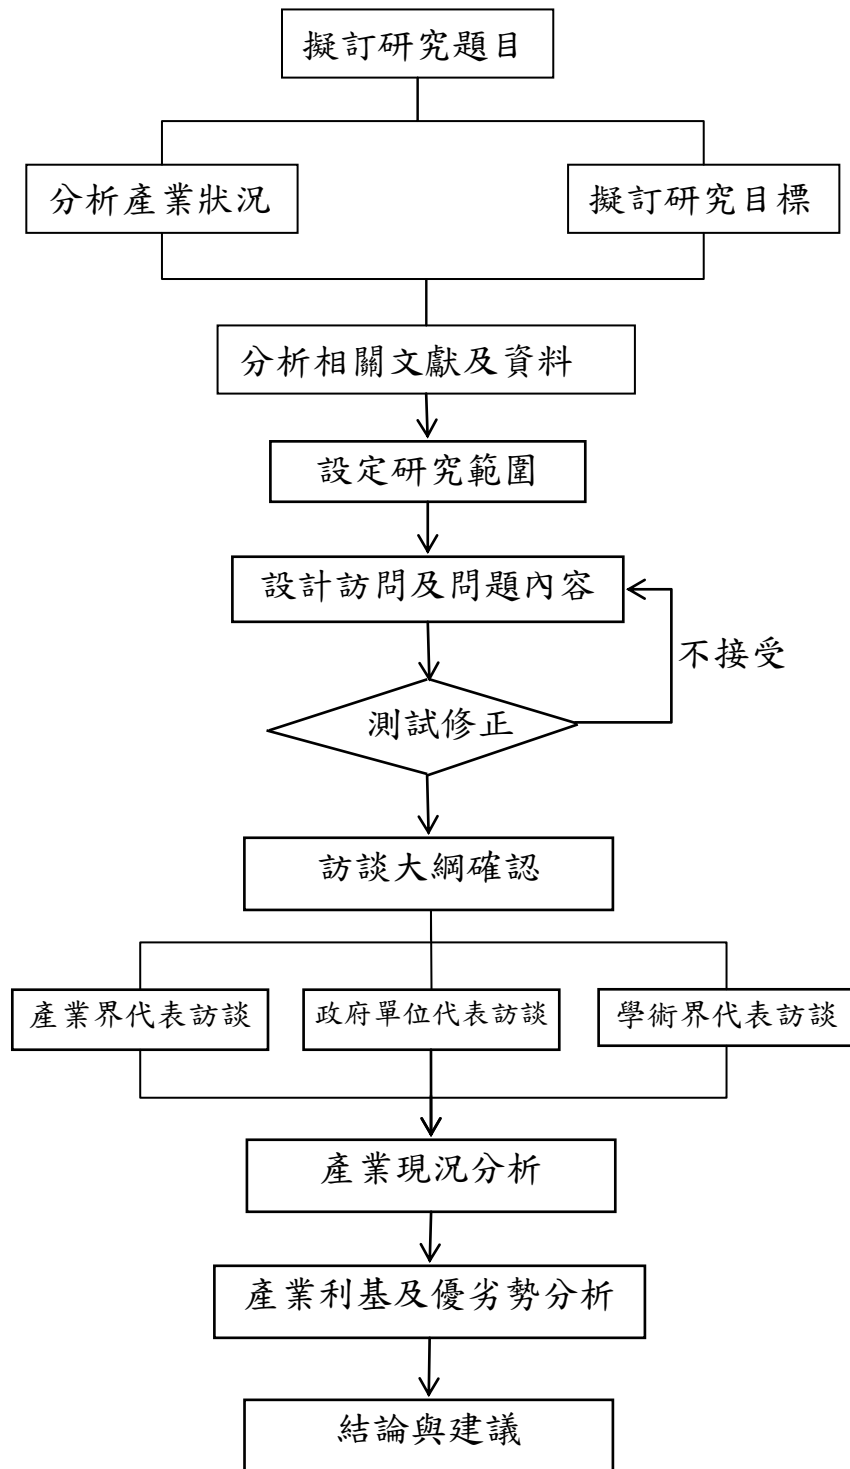 擬訂研究題目
分析產業狀況
擬訂研究目標
分析相關文獻及資料
設定研究範圍
設計訪問及問題內容
不接受
測試修正
訪談大綱確認
產業界代表訪談
政府單位代表訪談
學術界代表訪談
產業現況分析
產業利基及優劣勢分析
結論與建議